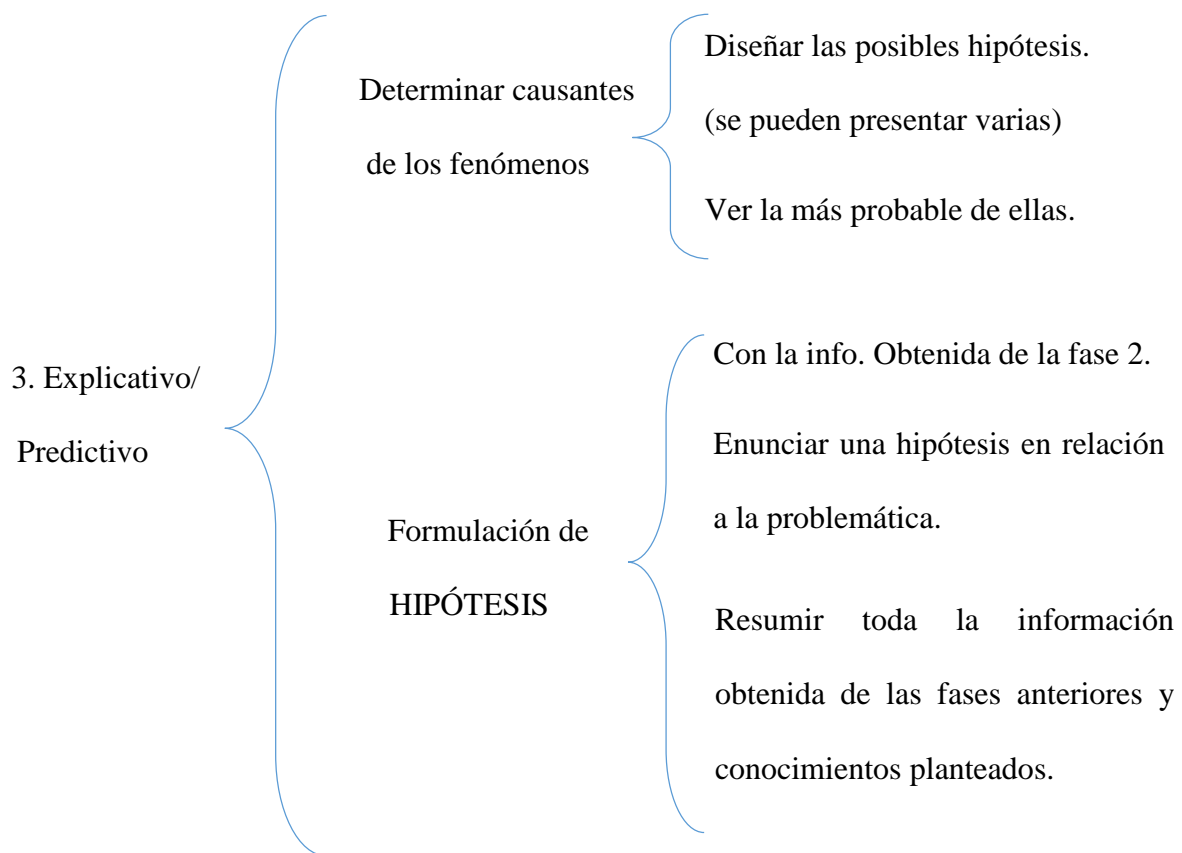 3. Explicativo/
Predictivo
Determinar causantes
de los fenómenos
Diseñar las posibles hipótesis.
(se pueden presentar varias)
Ver la más probable de ellas.
Formulación de
HIPÓTESIS
Con la info. Obtenida de la fase 2.
Enunciar una hipótesis en relación
a la problemática.
Resumir toda la información
obtenida de las fases anteriores y
conocimientos planteados.